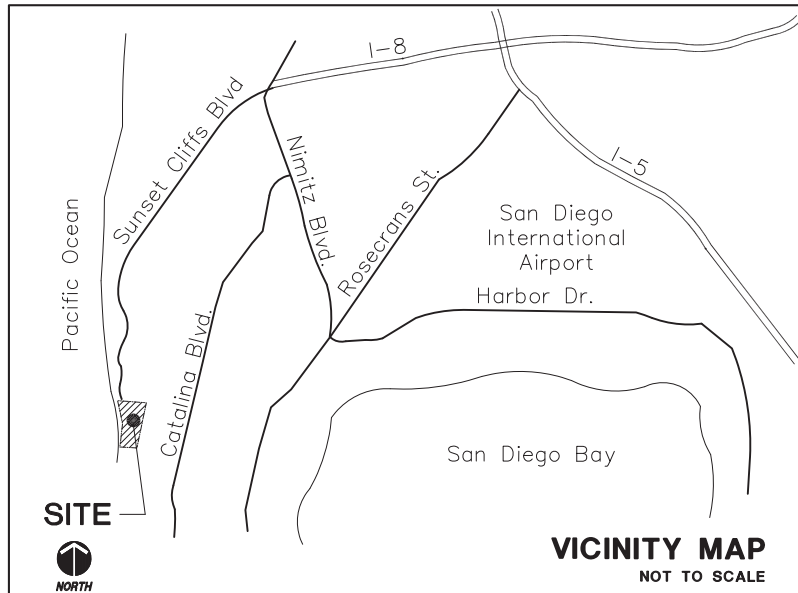 I-8
Sunset Cliffs Blvd
Nimitz Blvd.
Rosecrans St.
I-5
Pacific Ocean
San Diego
International
Airport
Harbor Dr.
Catalina Blvd.
San Diego Bay
SITE
NORTH
VICINITY MAP
NOT TO SCALE